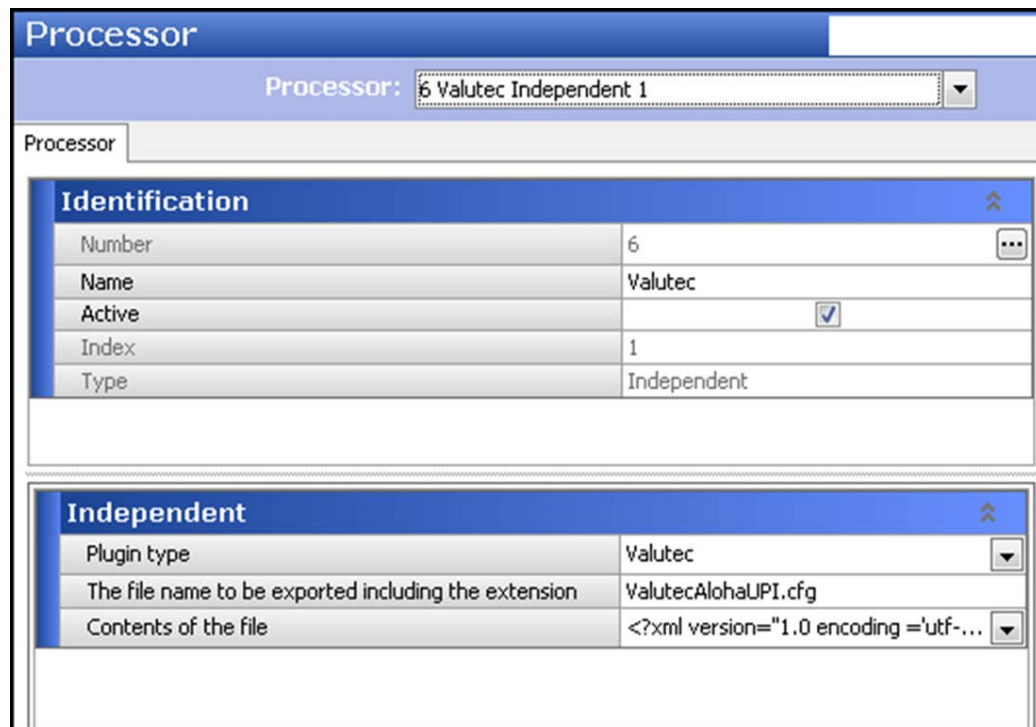 Processor
Processor: 6 Valutec Independent 1
Processor
Identification
Number 6
Name Valutec
Active
Index 1
Type Independent
Independent
Plugin type Valutec
The file name to be exported including the extension ValutecAlohaUPI.cfg
Contents of the file <?xml version="1.0 encoding ='utf-...